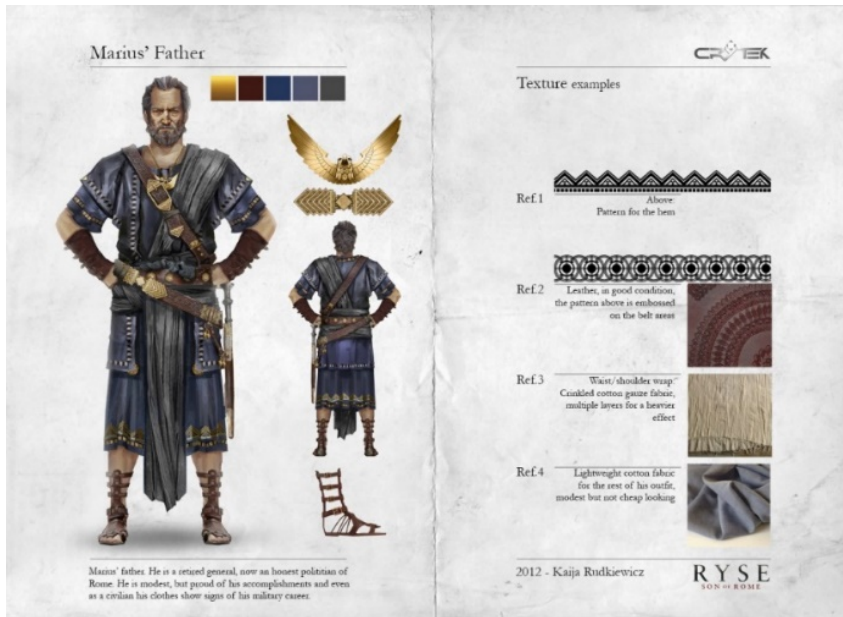 Marius' Father
Marius' father. He is a retired general, now an honest polititian of
Rome. He is modest, but proud of his accomplishments and even
as a civilian his clothes show signs of his military career.
CRYTEK
Texture examples
Ref.1
Above:
Pattern for the hem
Ref.2
Leather, in good condition,
the pattern above is embossed
on the belt areas
Ref.3
Waist/shoulder wrap:
Crinkled cotton gauze fabric,
multiple layers for a heavier
effect
Ref.4
Lightweight cotton fabric
for the rest of his outfit,
modest but not cheap looking
2012 - Kaija Rudkiewicz
RYSE
SON OF ROME